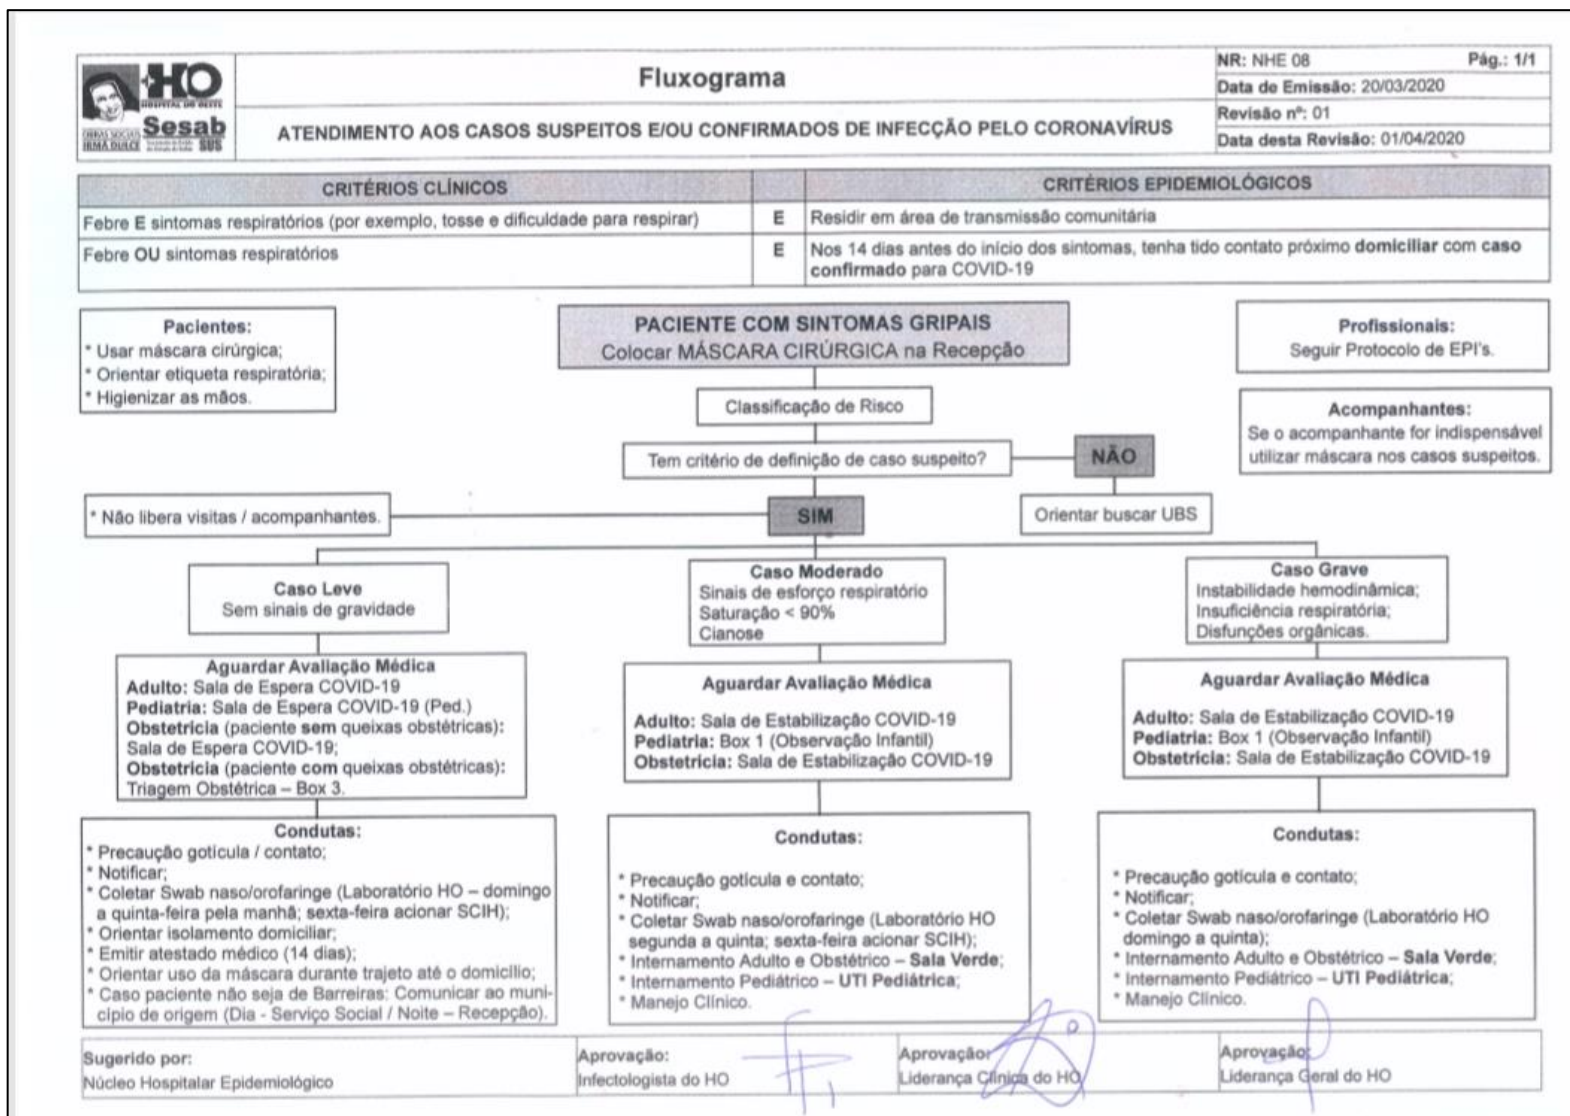 HO
HOSPITAL DO OESTE
OBRAS SOCIAIS
IRMÃ DULCE
Sesab
SUS
Fluxograma
ATENDIMENTO AOS CASOS SUSPEITOS E/OU CONFIRMADOS DE INFECÇÃO PELO CORONAVÍRUS
NR: NHE 08 Pág.: 1/1
Data de Emissão: 20/03/2020
Revisão nº: 01
Data desta Revisão: 01/04/2020
CRITÉRIOS CLÍNICOS CRITÉRIOS EPIDEMIOLÓGICOS
Febre E sintomas respiratórios (por exemplo, tosse e dificuldade para respirar) E Residir em área de transmissão comunitária
Febre OU sintomas respiratórios E Nos 14 dias antes do início dos sintomas, tenha tido contato próximo domiciliar com caso
confirmado para COVID-19
Pacientes:
* Usar máscara cirúrgica;
* Orientar etiqueta respiratória;
* Higienizar as mãos.
PACIENTE COM SINTOMAS GRIPAIS
Colocar MÁSCARA CIRÚRGICA na Recepção
Profissionais:
Seguir Protocolo de EPI's.
Classificação de Risco
Acompanhantes:
Se o acompanhante for indispensável
utilizar máscara nos casos suspeitos.
Tem critério de definição de caso suspeito?
NÃO
* Não libera visitas / acompanhantes.
SIM
Orientar buscar UBS
Caso Leve
Sem sinais de gravidade
Caso Moderado
Sinais de esforço respiratório
Saturação < 90%
Cianose
Caso Grave
Instabilidade hemodinâmica;
Insuficiência respiratória;
Disfunções orgânicas.
Aguardar Avaliação Médica
Adulto: Sala de Espera COVID-19
Pediatria: Sala de Espera COVID-19 (Ped.)
Obstetrícia (paciente sem queixas obstétricas):
Sala de Espera COVID-19;
Obstetrícia (paciente com queixas obstétricas):
Triagem Obstétrica – Box 3.
Aguardar Avaliação Médica
Adulto: Sala de Estabilização COVID-19
Pediatria: Box 1 (Observação Infantil)
Obstetrícia: Sala de Estabilização COVID-19
Aguardar Avaliação Médica
Adulto: Sala de Estabilização COVID-19
Pediatria: Box 1 (Observação Infantil)
Obstetrícia: Sala de Estabilização COVID-19
Condutas:
* Precaução gotícula / contato;
* Notificar;
* Coletar Swab naso/orofaringe (Laboratório HO – domingo
a quinta-feira pela manhã; sexta-feira acionar SCIH);
* Orientar isolamento domiciliar;
* Emitir atestado médico (14 dias);
* Orientar uso da máscara durante trajeto até o domicílio;
* Caso paciente não seja de Barreiras: Comunicar ao muni-
cípio de origem (Dia - Serviço Social / Noite – Recepção).
Condutas:
* Precaução gotícula e contato;
* Notificar;
* Coletar Swab naso/orofaringe (Laboratório HO
segunda a quinta; sexta-feira acionar SCIH);
* Internamento Adulto e Obstétrico – Sala Verde;
* Internamento Pediátrico – UTI Pediátrica;
* Manejo Clínico.
Condutas:
* Precaução gotícula e contato;
* Notificar;
* Coletar Swab naso/orofaringe (Laboratório HO
domingo a quinta);
* Internamento Adulto e Obstétrico – Sala Verde;
* Internamento Pediátrico – UTI Pediátrica;
* Manejo Clínico.
Sugerido por:
Núcleo Hospitalar Epidemiológico
Aprovação:
Infectologista do HO
Aprovação:
Liderança Clínica do HO
Aprovação:
Liderança Geral do HO